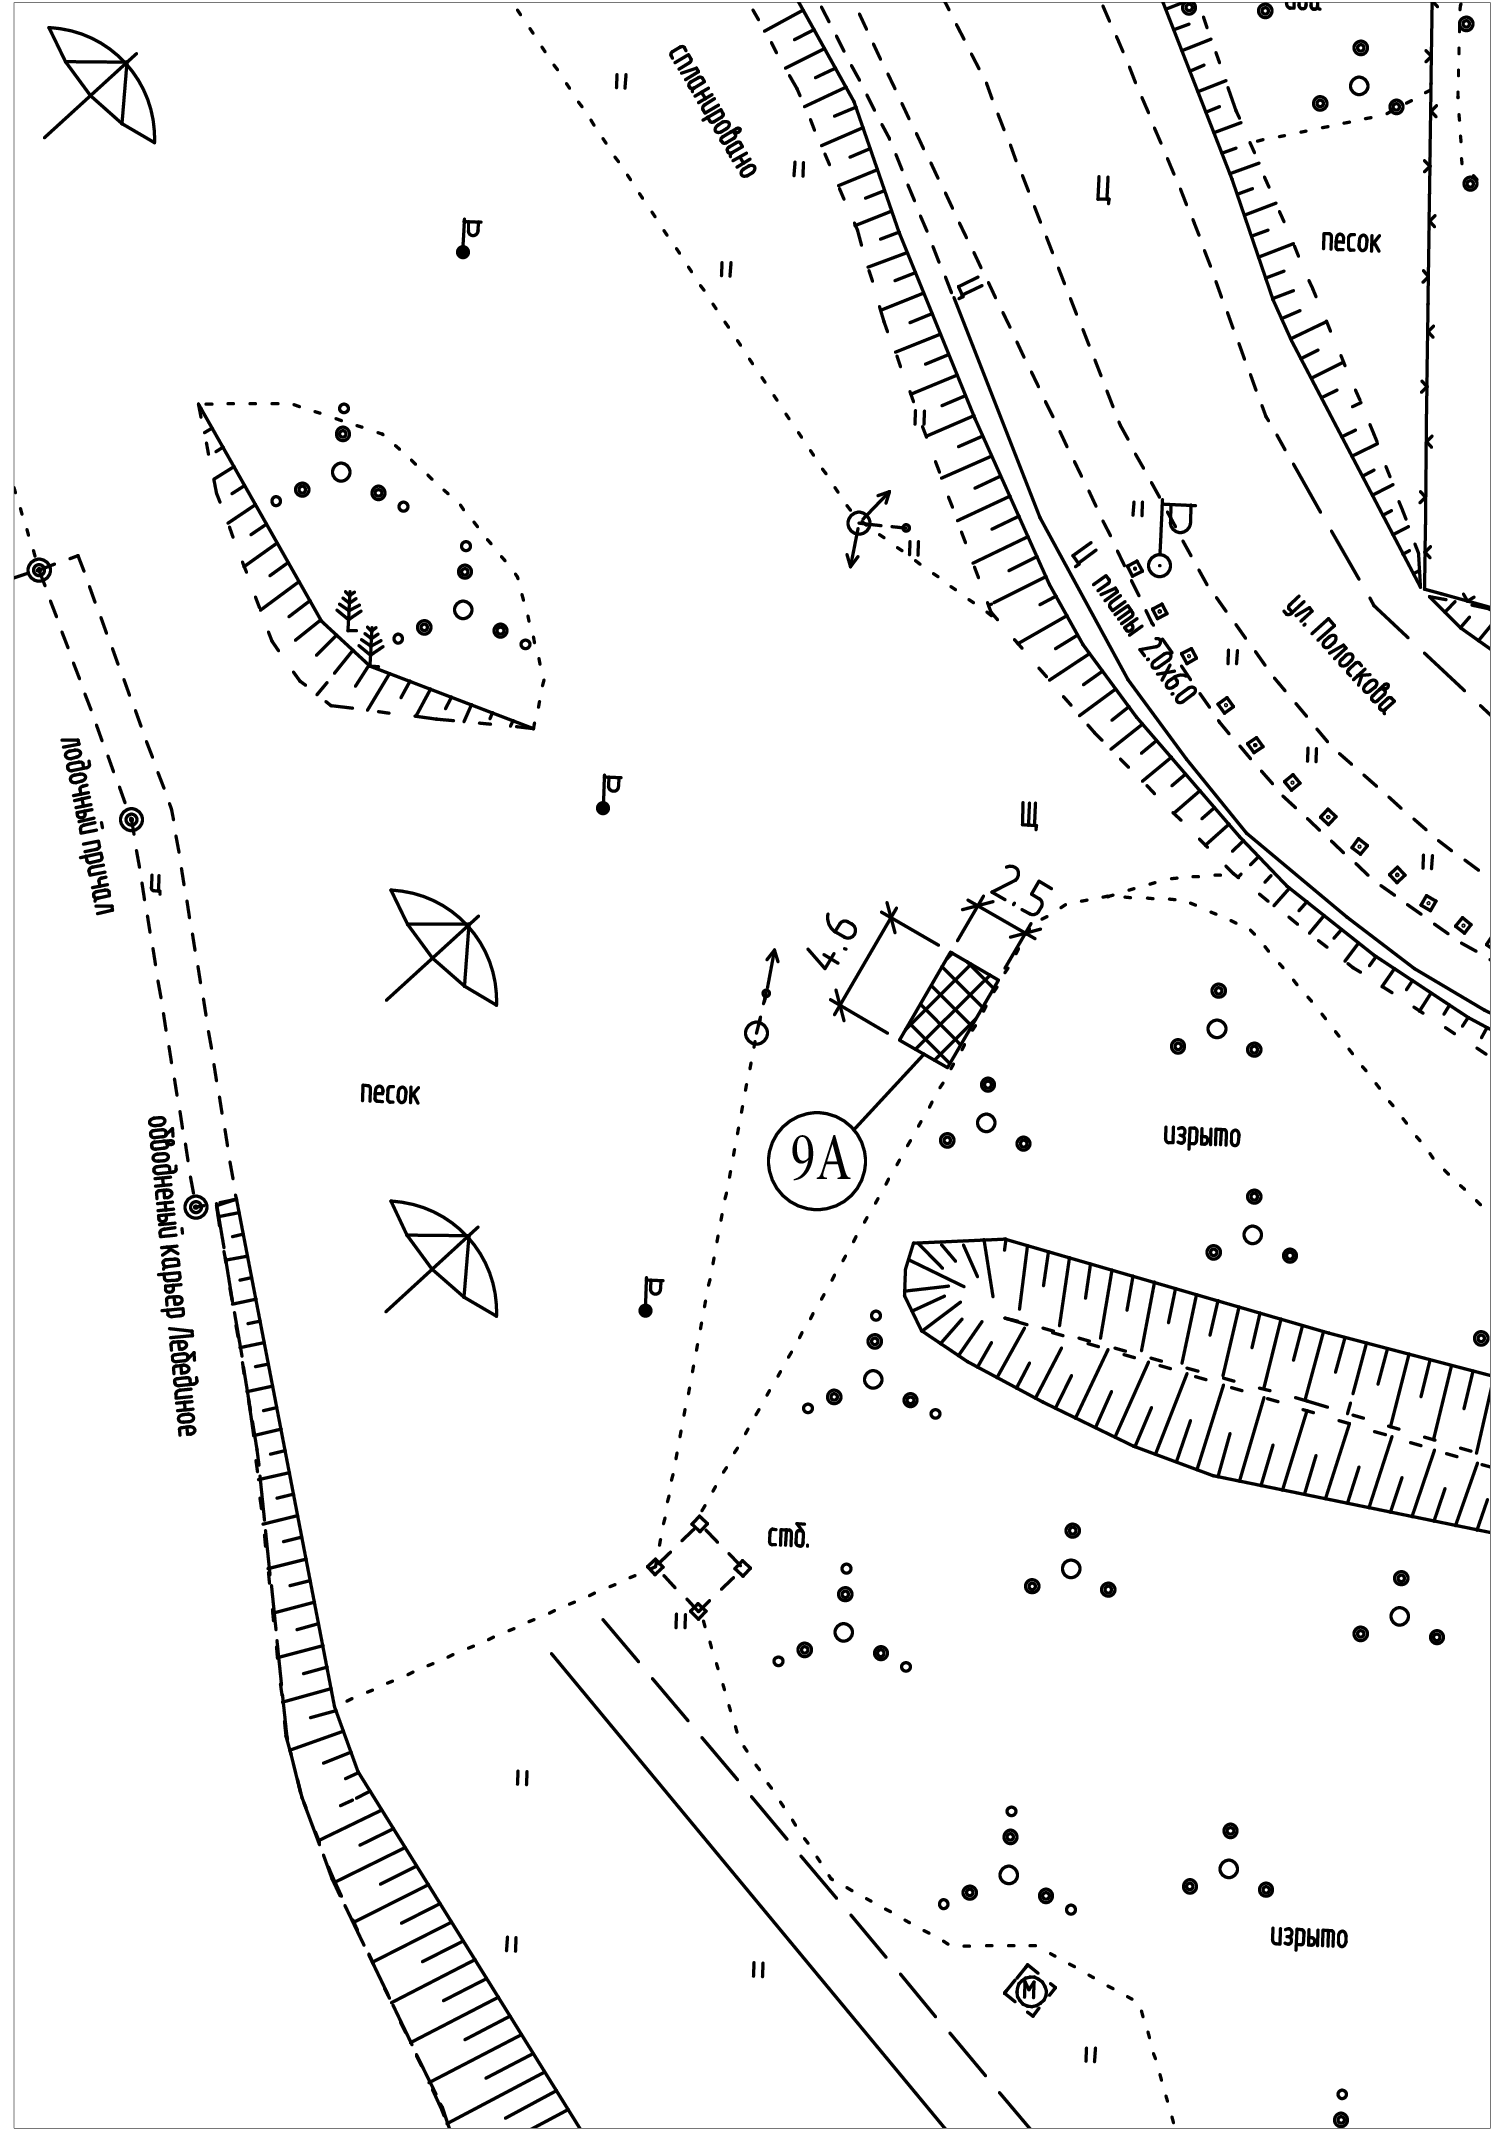 спланировано
Ц
песок
Ц
Ц
плиты 2.0х6.0
ул. Полоскова
лодочный причал
ц
Щ
2.5
4.6
песок
9А
изрыто
обводненый карьер Лебединое
стб.
изрыто
М